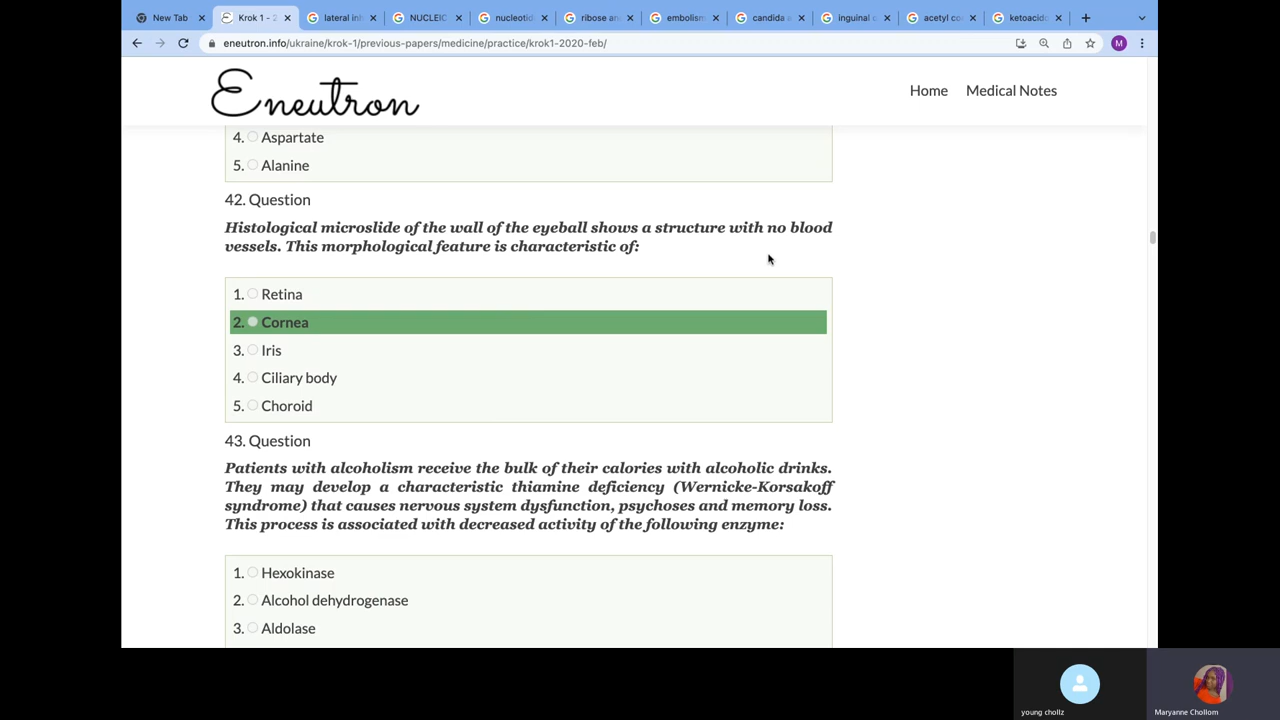 New Tab
Krok 1 - 2
lateral inh
NUCLEIC
nucleotid
ribose an
embolism
candida a
inguinal c
acetyl co
ketoacido
eneutron.info/ukraine/krok-1/previous-papers/medicine/practice/krok1-2020-feb/
M
Eneutron
Home
Medical Notes
4. Aspartate
5. Alanine
42. Question
Histological microslide of the wall of the eyeball shows a structure with no blood
vessels. This morphological feature is characteristic of:
1. Retina
2. Cornea
3. Iris
4. Ciliary body
5. Choroid
43. Question
Patients with alcoholism receive the bulk of their calories with alcoholic drinks.
They may develop a characteristic thiamine deficiency (Wernicke-Korsakoff
syndrome) that causes nervous system dysfunction, psychoses and memory loss.
This process is associated with decreased activity of the following enzyme:
1. Hexokinase
2. Alcohol dehydrogenase
3. Aldolase
young chollz
Maryanne Chollom